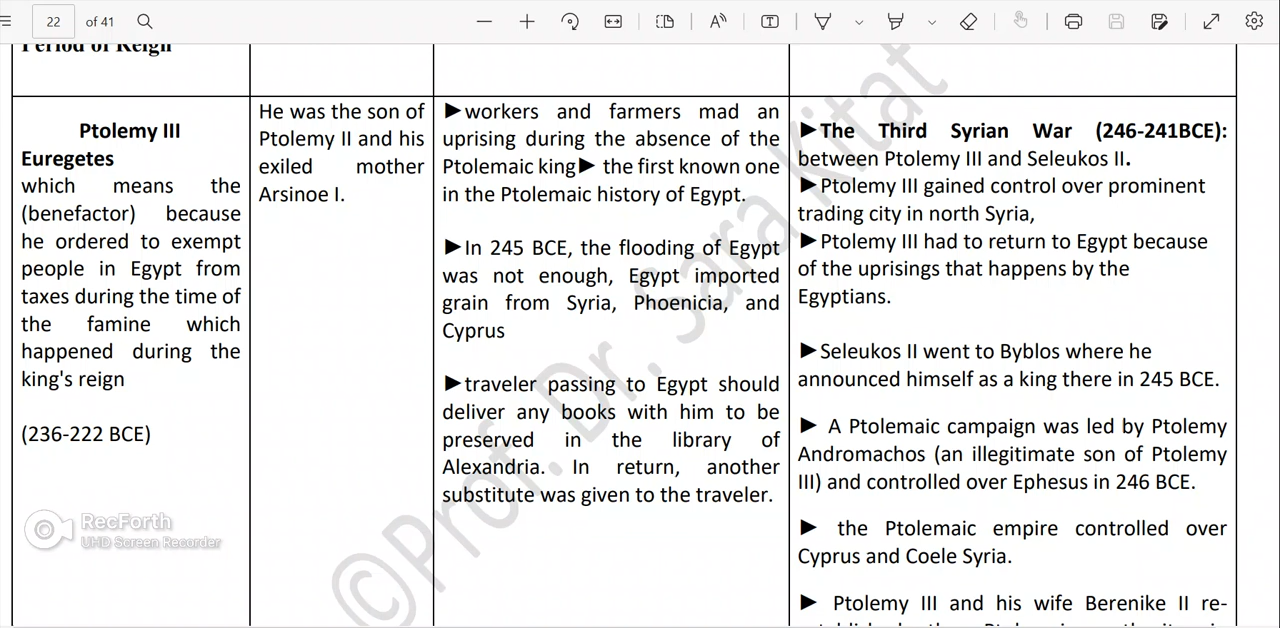 22 of 41
Period of Reign
Ptolemy III
Euregetes
which means the
(benefactor) because
he ordered to exempt
people in Egypt from
taxes during the time of
the famine which
happened during the
king's reign
(236-222 BCE)
He was the son of
Ptolemy II and his
exiled mother
Arsinoe I.
►workers and farmers mad an
uprising during the absence of the
Ptolemaic king► the first known one
in the Ptolemaic history of Egypt.
►In 245 BCE, the flooding of Egypt
was not enough, Egypt imported
grain from Syria, Phoenicia, and
Cyprus
►traveler passing to Egypt should
deliver any books with him to be
preserved in the library of
Alexandria. In return, another
substitute was given to the traveler.
►The Third Syrian War (246-241BCE):
between Ptolemy III and Seleukos II.
►Ptolemy III gained control over prominent
trading city in north Syria,
►Ptolemy III had to return to Egypt because
of the uprisings that happens by the
Egyptians.
►Seleukos II went to Byblos where he
announced himself as a king there in 245 BCE.
► A Ptolemaic campaign was led by Ptolemy
Andromachos (an illegitimate son of Ptolemy
III) and controlled over Ephesus in 246 BCE.
► the Ptolemaic empire controlled over
Cyprus and Coele Syria.
► Ptolemy III and his wife Berenike II re-
©Prof. Dr. Sara Kitat
RecForth
UHD Screen Recorder